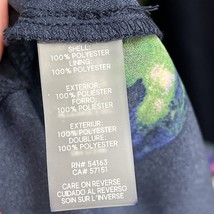 SHELL:
100% POLYESTER
LINING:
100% POLYESTER
EXTERIOR:
100% POLYESTER
FORRO:
100% POLYESTER
EXTERIUR:
100% POLYESTER
DOUBLURE:
100% POLYESTER
RN# 54163
CA# 57151
CARE ON REVERSE
CUIDADO AL REVERSO
SOIN SUR L'INVERSE